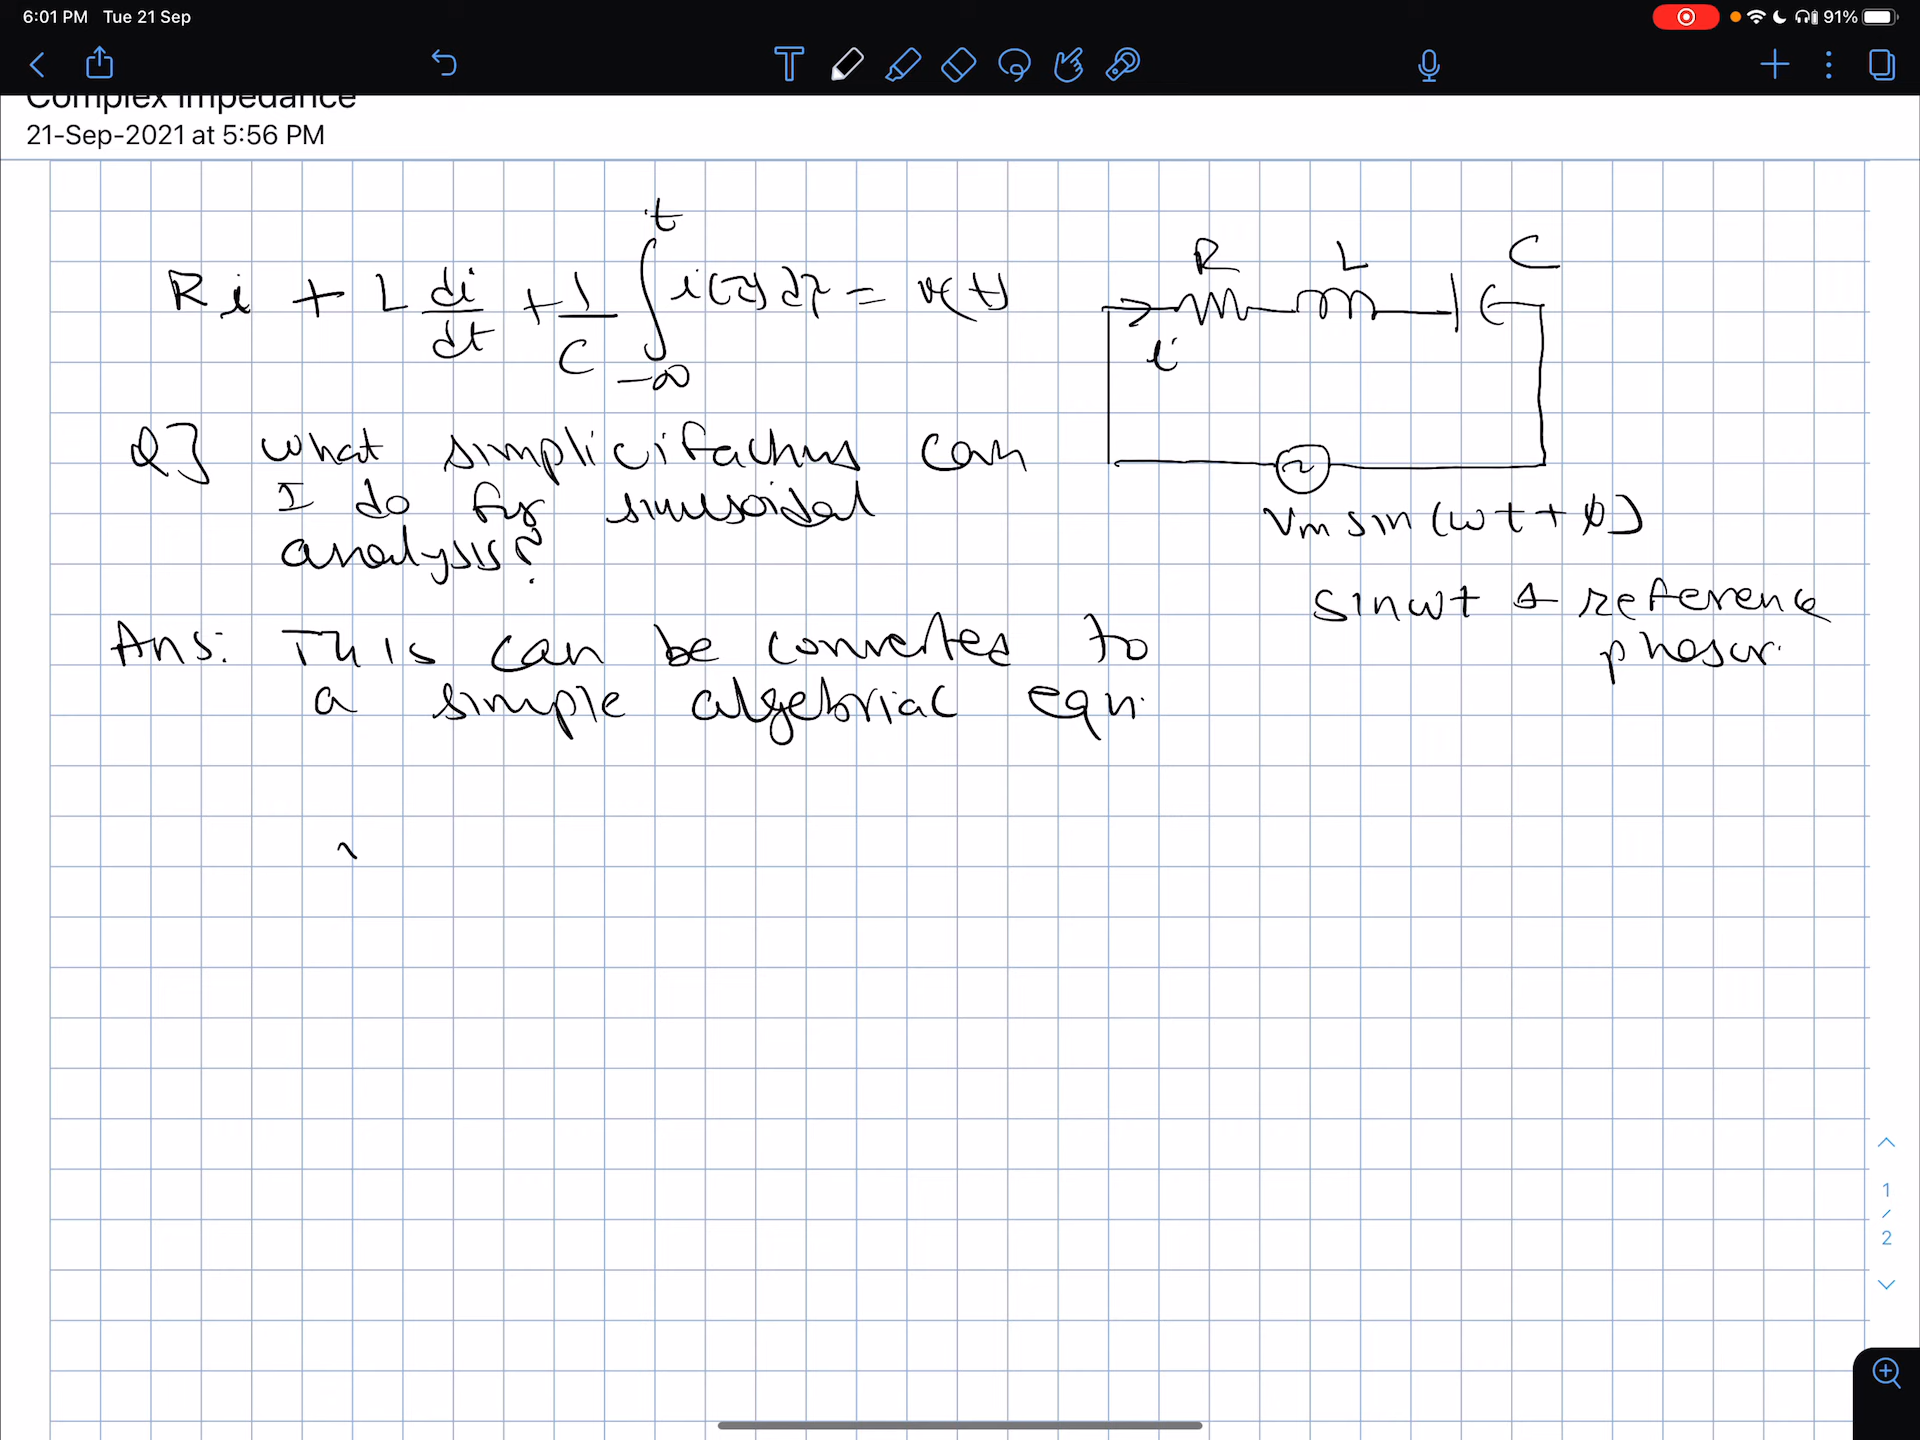 6:01 PM Tue 21 Sep
91%
Complex Impedance
21-Sep-2021 at 5:56 PM
t
Ri + L di/dt + 1/C ∫ i(τ) dτ = v(t)
-∞
R L C
i
Q] what simplicifactions can
I do for sinusoidal
analysis?
Vm sin (ωt + φ)
sinωt △ reference
phasor.
Ans: This can be converted to
a simple algebriac eqn.
1
/
2